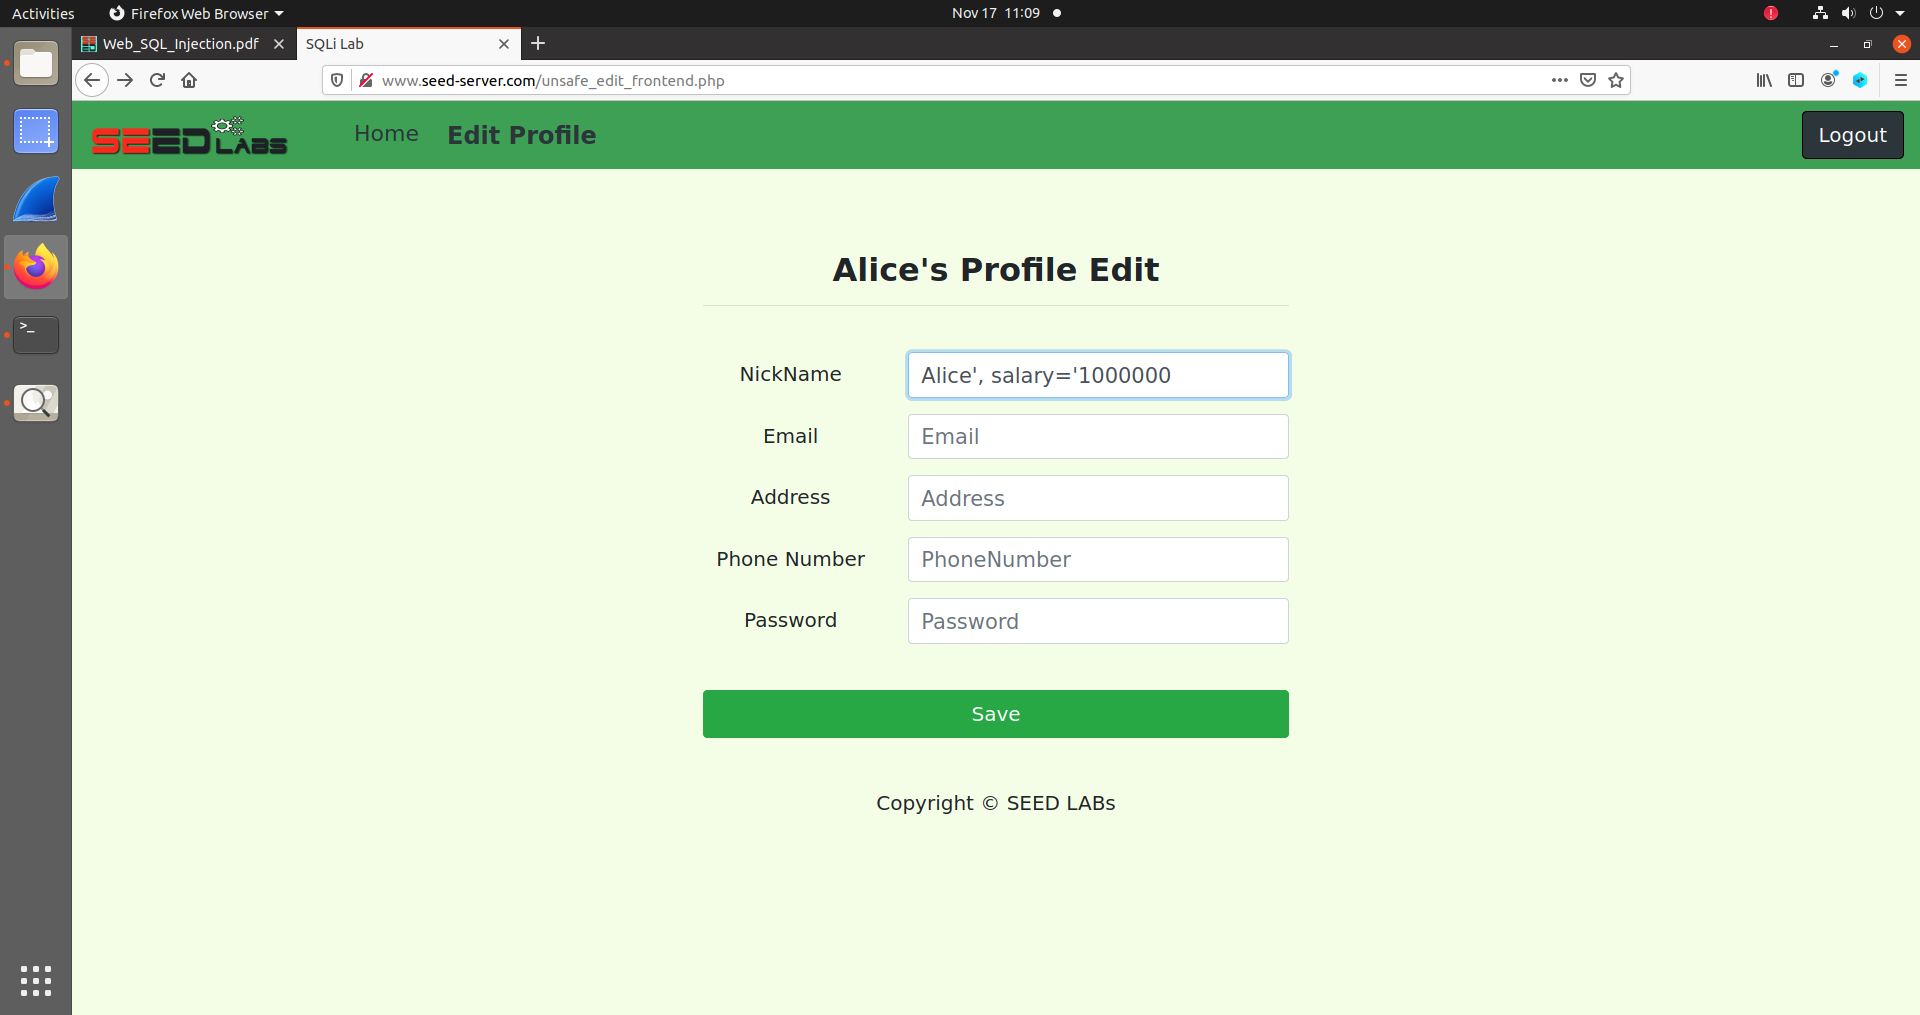 Activities Firefox Web Browser Nov 17 11:09
Web_SQL_Injection.pdf SQLi Lab
www.seed-server.com/unsafe_edit_frontend.php
SEEDLABS Home Edit Profile Logout
Alice's Profile Edit
NickName Alice', salary='1000000
Email Email
Address Address
Phone Number PhoneNumber
Password Password
Save
Copyright © SEED LABs